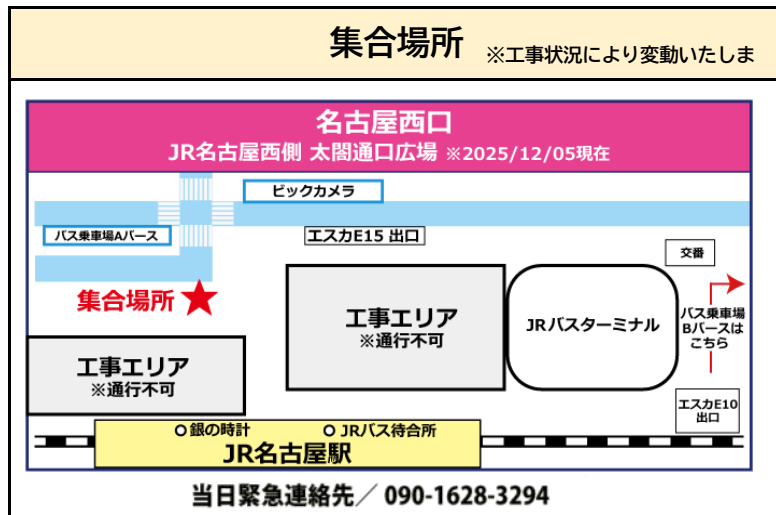 集合場所 ※工事状況により変動いたしま
名古屋西口
JR名古屋西側 太閤通口広場 ※2025/12/05現在
ビックカメラ
バス乗車場Aバース
エスカE15 出口
交番
集合場所
工事エリア
※通行不可
JRバスターミナル
バス乗車場
Bバースは
こちら
工事エリア
※通行不可
エスカE10
出口
銀の時計
JRバス待合所
JR名古屋駅
当日緊急連絡先／ 090-1628-3294